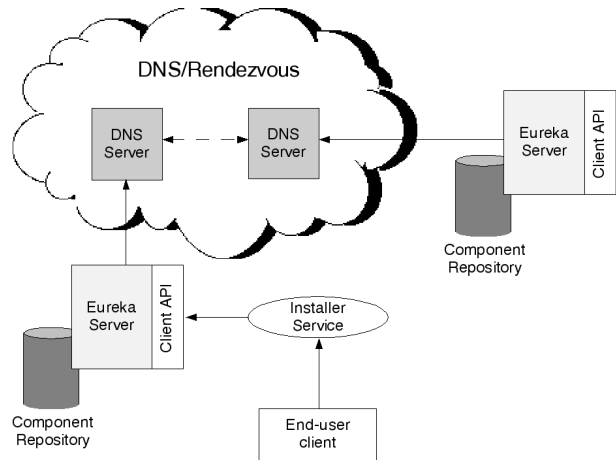 DNS/Rendezvous
DNS
Server
DNS
Server
Eureka
Server
Client API
Component
Repository
Eureka
Server
Client API
Installer
Service
Component
Repository
End-user
client